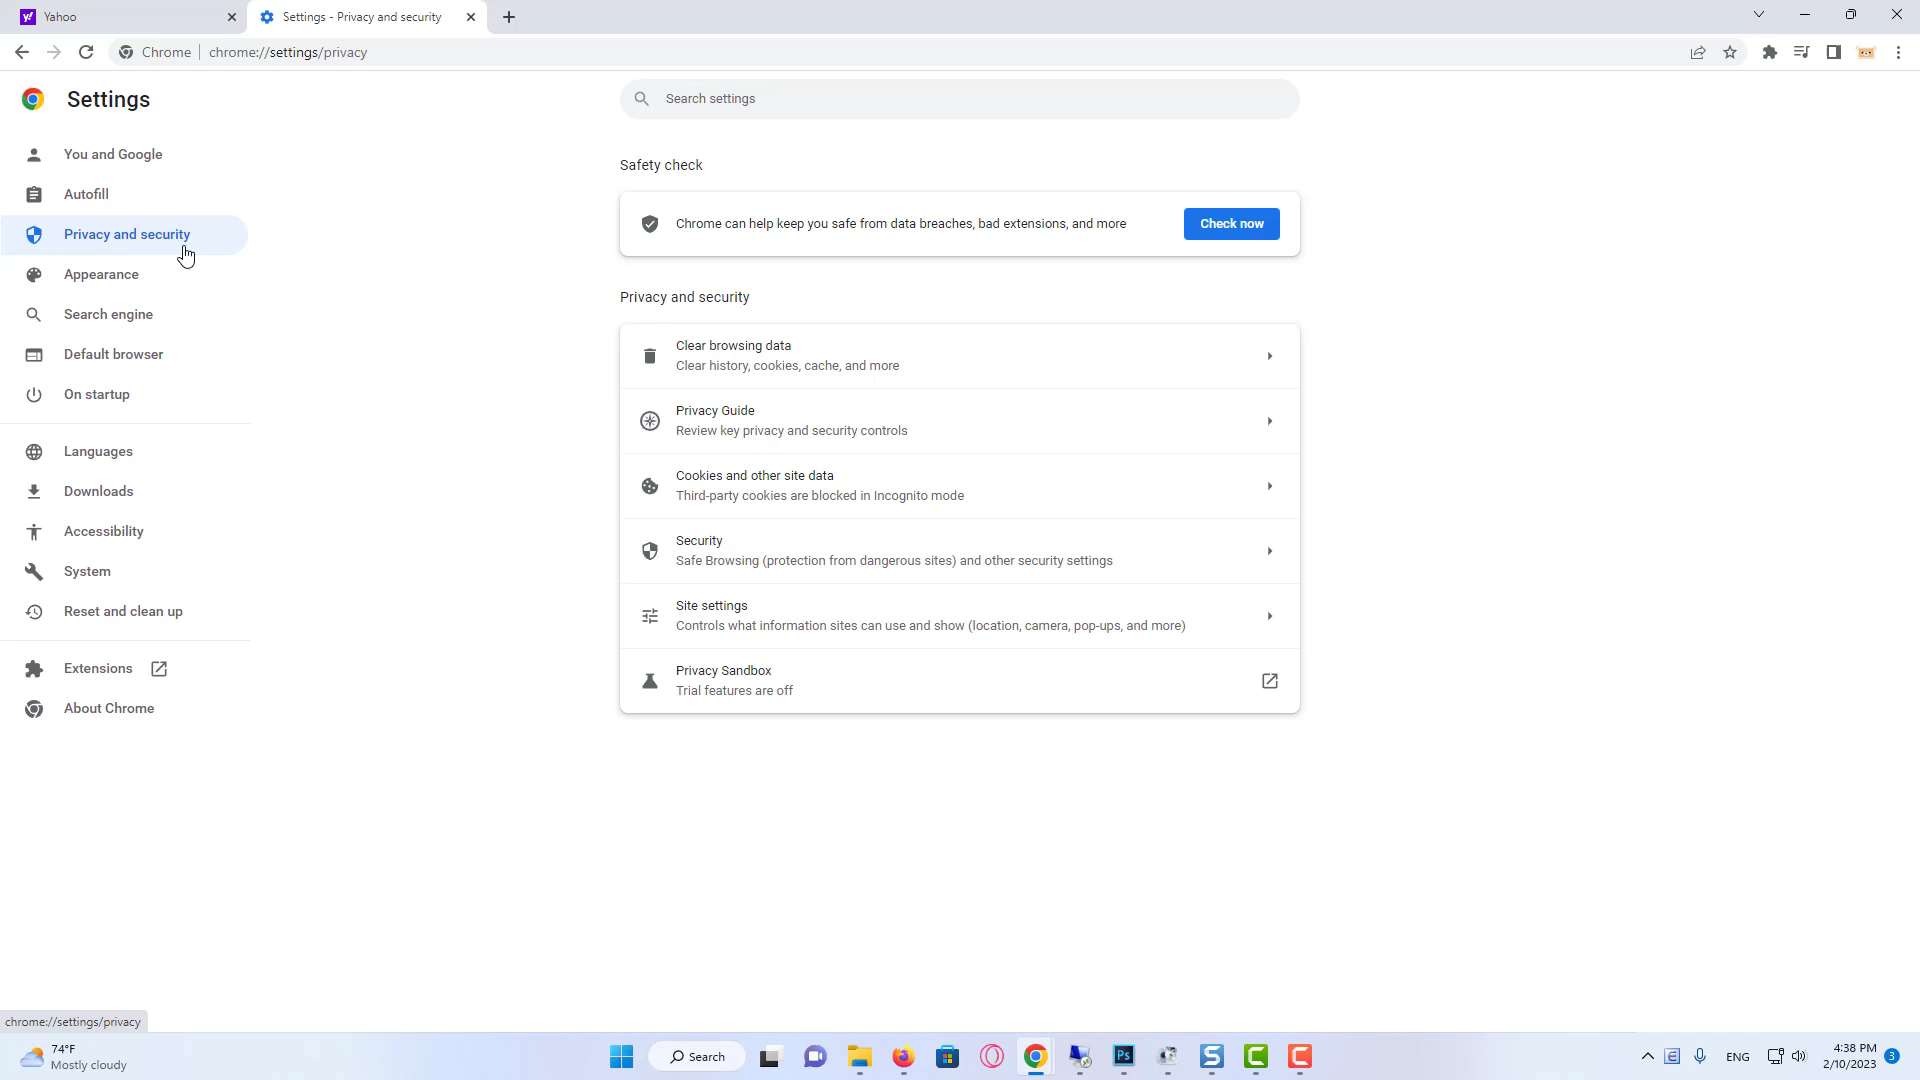 Yahoo
Settings - Privacy and security
Chrome
chrome://settings/privacy
Settings
Search settings
You and Google
Autofill
Privacy and security
Appearance
Search engine
Default browser
On startup
Languages
Downloads
Accessibility
System
Reset and clean up
Extensions
About Chrome
Safety check
Chrome can help keep you safe from data breaches, bad extensions, and more
Check now
Privacy and security
Clear browsing data
Clear history, cookies, cache, and more
Privacy Guide
Review key privacy and security controls
Cookies and other site data
Third-party cookies are blocked in Incognito mode
Security
Safe Browsing (protection from dangerous sites) and other security settings
Site settings
Controls what information sites can use and show (location, camera, pop-ups, and more)
Privacy Sandbox
Trial features are off
chrome://settings/privacy
74°F
Mostly cloudy
Search
Ps
S
C
C
E
ENG
4:38 PM
2/10/2023
3